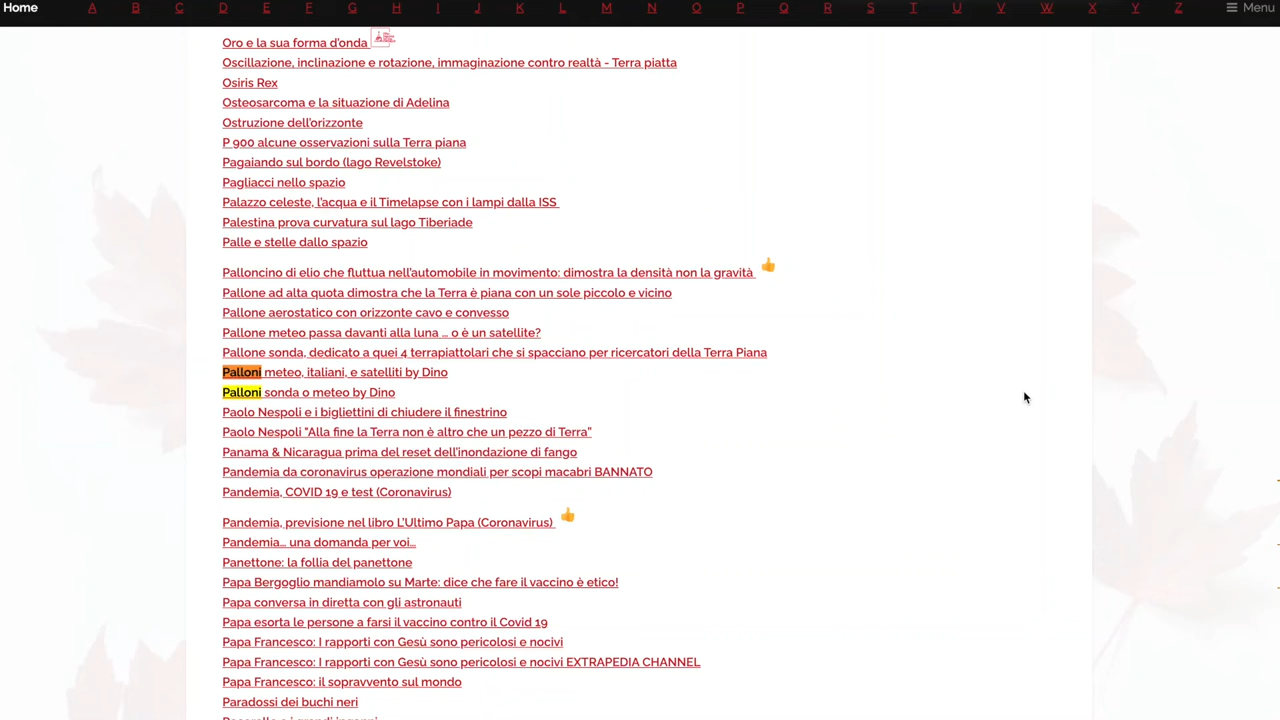 Home A B C D E F G H I J K L M N O P Q R S T U V W X Y Z Menu
Oro e la sua forma d'onda
Oscillazione, inclinazione e rotazione, immaginazione contro realtà - Terra piatta
Osiris Rex
Osteosarcoma e la situazione di Adelina
Ostruzione dell'orizzonte
P 900 alcune osservazioni sulla Terra piana
Pagaiando sul bordo (lago Revelstoke)
Pagliacci nello spazio
Palazzo celeste, l'acqua e il Timelapse con i lampi dalla ISS
Palestina prova curvatura sul lago Tiberiade
Palle e stelle dallo spazio
Palloncino di elio che fluttua nell'automobile in movimento: dimostra la densità non la gravità
Pallone ad alta quota dimostra che la Terra è piana con un sole piccolo e vicino
Pallone aerostatico con orizzonte cavo e convesso
Pallone meteo passa davanti alla luna ... o è un satellite?
Pallone sonda, dedicato a quei 4 terrapiattolari che si spacciano per ricercatori della Terra Piana
Palloni meteo, italiani, e satelliti by Dino
Palloni sonda o meteo by Dino
Paolo Nespoli e i bigliettini di chiudere il finestrino
Paolo Nespoli "Alla fine la Terra non è altro che un pezzo di Terra"
Panama & Nicaragua prima del reset dell'inondazione di fango
Pandemia da coronavirus operazione mondiali per scopi macabri BANNATO
Pandemia, COVID 19 e test (Coronavirus)
Pandemia, previsione nel libro L'Ultimo Papa (Coronavirus)
Pandemia... una domanda per voi...
Panettone: la follia del panettone
Papa Bergoglio mandiamolo su Marte: dice che fare il vaccino è etico!
Papa conversa in diretta con gli astronauti
Papa esorta le persone a farsi il vaccino contro il Covid 19
Papa Francesco: I rapporti con Gesù sono pericolosi e nocivi
Papa Francesco: I rapporti con Gesù sono pericolosi e nocivi EXTRAPEDIA CHANNEL
Papa Francesco: il sopravvento sul mondo
Paradossi dei buchi neri